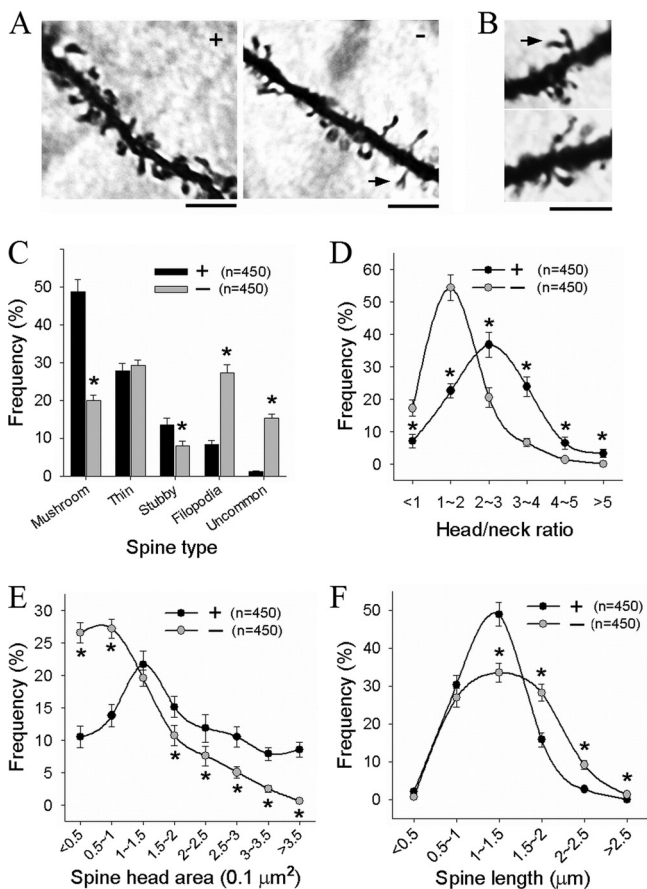 A
+
-
B
C
+ (n=450)
− (n=450)
Frequency (%)
50
40
30
20
10
0
*
*
*
*
Mushroom
Thin
Stubby
Filopodia
Uncommon
Spine type
D
+ (n=450)
− (n=450)
Frequency (%)
60
50
40
30
20
10
0
*
*
*
*
*
*
<1
1~2
2~3
3~4
4~5
>5
Head/neck ratio
E
+ (n=450)
− (n=450)
Frequency (%)
30
25
20
15
10
5
0
*
*
*
*
*
*
*
<0.5
0.5~1
1~1.5
1.5~2
2~2.5
2.5~3
3~3.5
>3.5
Spine head area (0.1 µm²)
F
+ (n=450)
− (n=450)
Frequency (%)
50
40
30
20
10
0
*
*
*
*
<0.5
0.5~1
1~1.5
1.5~2
2~2.5
>2.5
Spine length (µm)